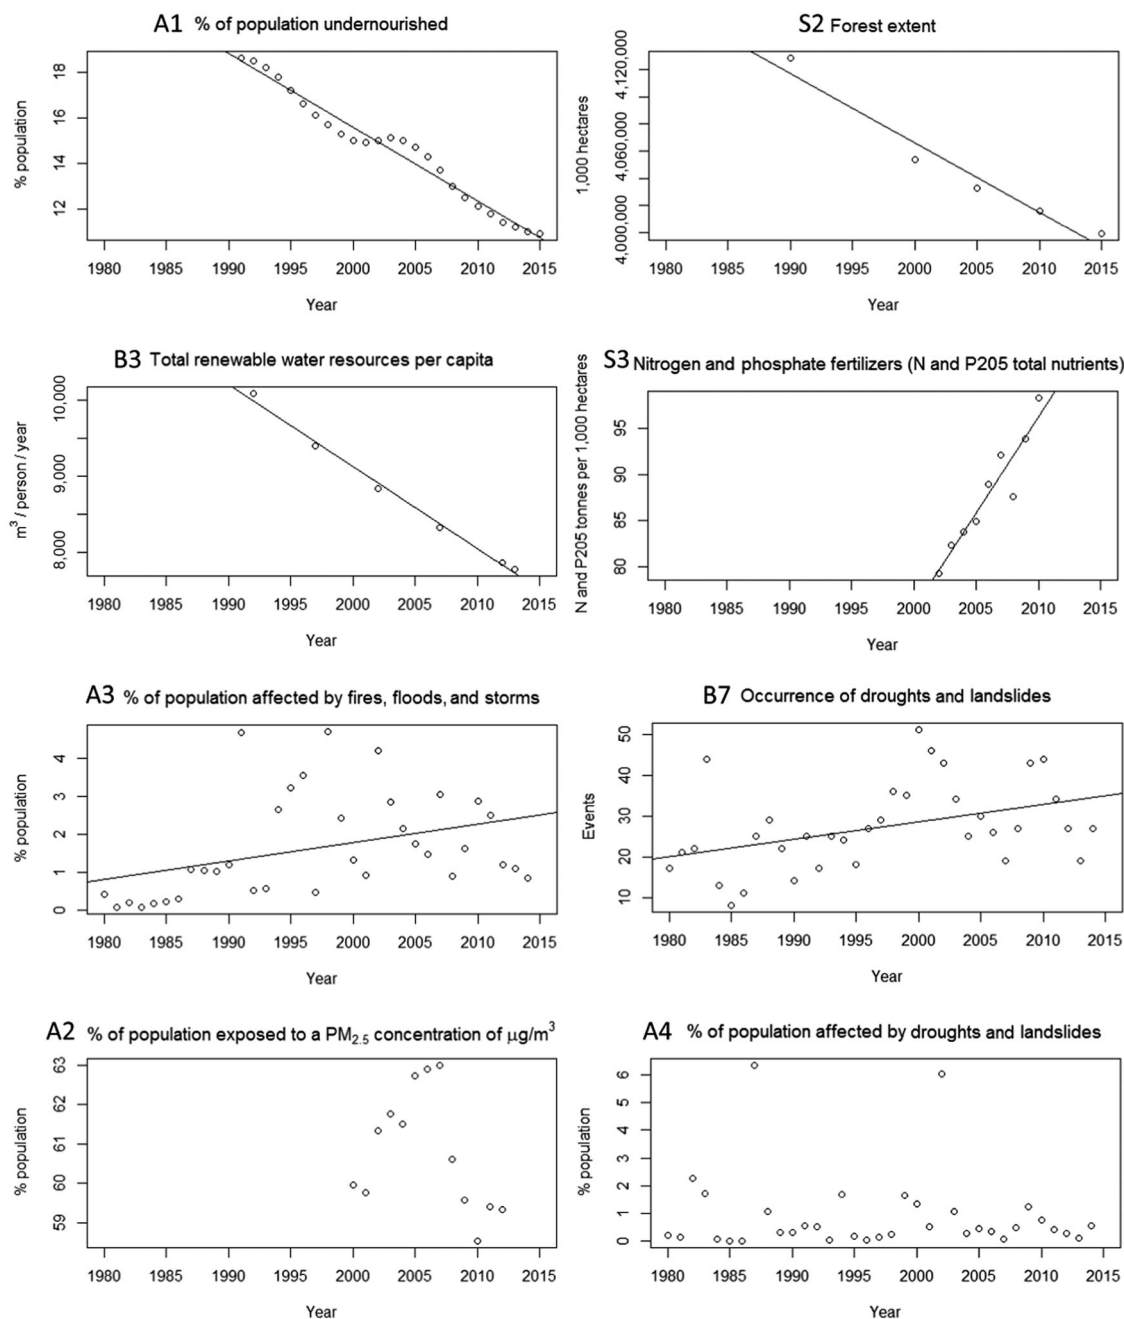 A1 % of population undernourished
% population
18
16
14
12
1980 1985 1990 1995 2000 2005 2010 2015
Year
S2 Forest extent
1,000 hectares
4,120,000
4,060,000
4,000,000
1980 1985 1990 1995 2000 2005 2010 2015
Year
B3 Total renewable water resources per capita
m³ / person / year
10,000
9,000
8,000
1980 1985 1990 1995 2000 2005 2010 2015
Year
S3 Nitrogen and phosphate fertilizers (N and P205 total nutrients)
N and P205 tonnes per 1,000 hectares
95
90
85
80
1980 1985 1990 1995 2000 2005 2010 2015
Year
A3 % of population affected by fires, floods, and storms
% population
4
3
2
1
0
1980 1985 1990 1995 2000 2005 2010 2015
Year
B7 Occurrence of droughts and landslides
Events
50
40
30
20
10
1980 1985 1990 1995 2000 2005 2010 2015
Year
A2 % of population exposed to a PM₂.₅ concentration of µg/m³
% population
63
62
61
60
59
1980 1985 1990 1995 2000 2005 2010 2015
Year
A4 % of population affected by droughts and landslides
% population
6
5
4
3
2
1
0
1980 1985 1990 1995 2000 2005 2010 2015
Year